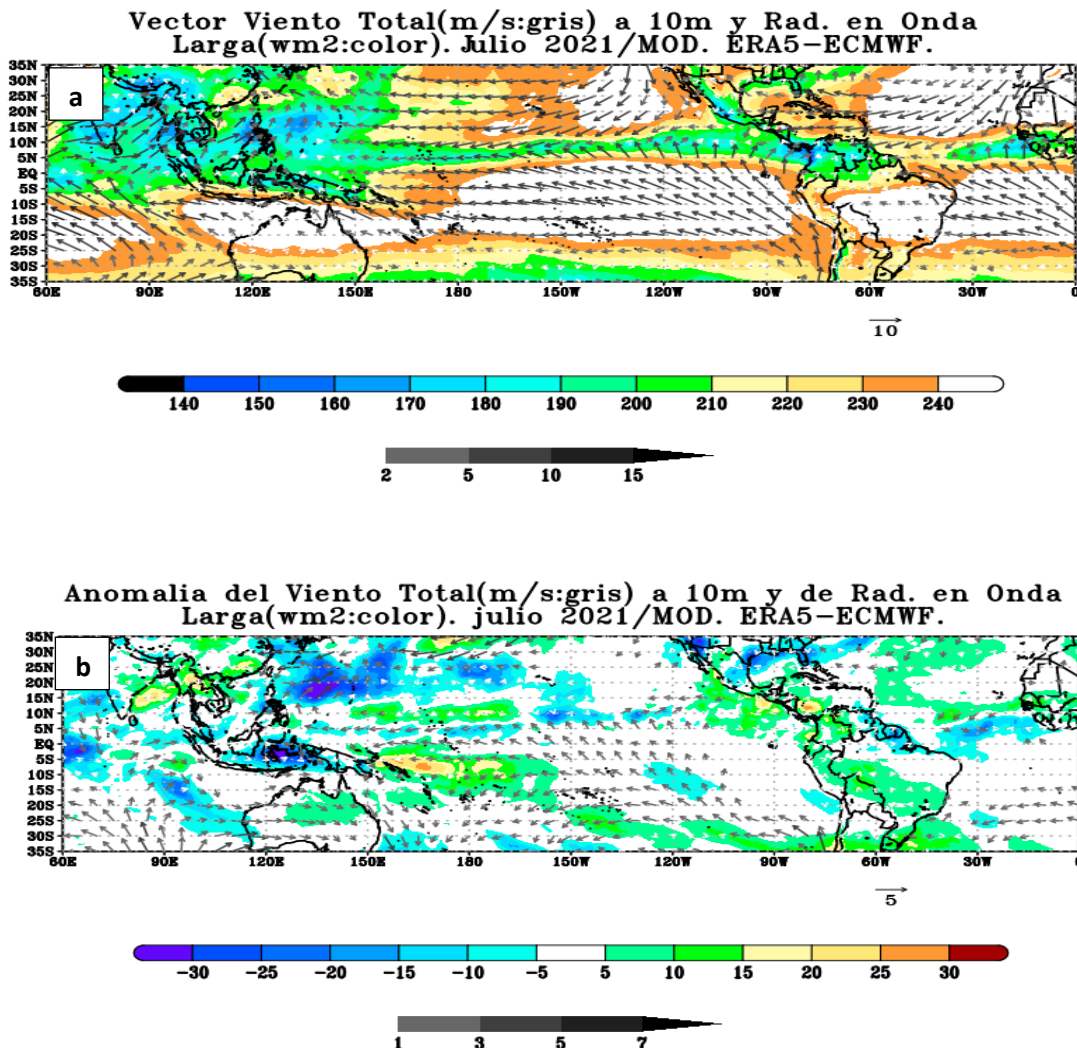 Vector Viento Total(m/s:gris) a 10m y Rad. en Onda
Larga(wm2:color). Julio 2021/MOD. ERA5-ECMWF.
a
35N
30N
25N
20N
15N
10N
5N
EQ
5S
10S
15S
20S
25S
30S
35S
60E 90E 120E 150E 180 150W 120W 90W 60W 30W 0
10
140 150 160 170 180 190 200 210 220 230 240
2 5 10 15
Anomalia del Viento Total(m/s:gris) a 10m y de Rad. en Onda
Larga(wm2:color). julio 2021/MOD. ERA5-ECMWF.
b
35N
30N
25N
20N
15N
10N
5N
EQ
5S
10S
15S
20S
25S
30S
35S
60E 90E 120E 150E 180 150W 120W 90W 60W 30W 0
5
-30 -25 -20 -15 -10 -5 5 10 15 20 25 30
1 3 5 7